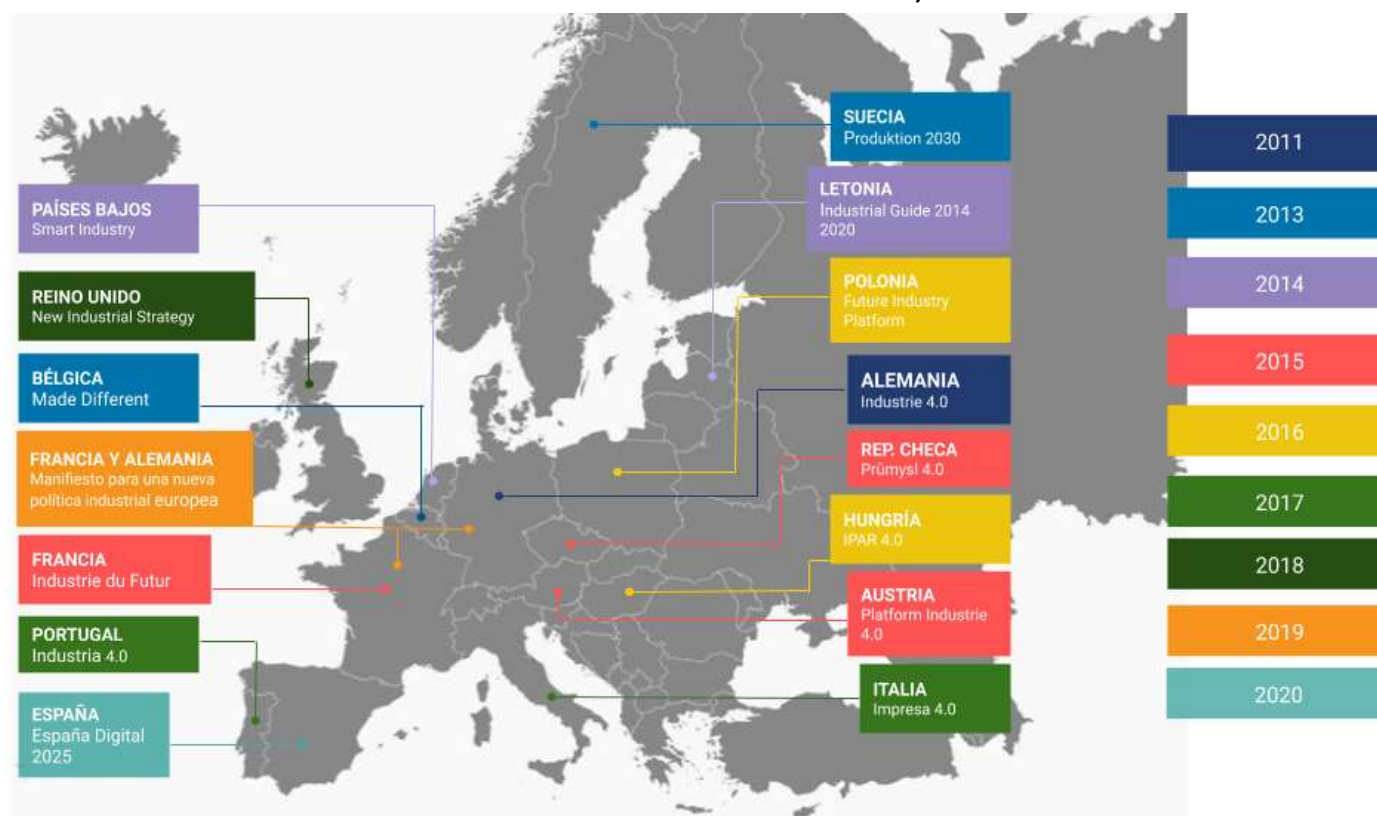 PAÍSES BAJOS
Smart Industry
REINO UNIDO
New Industrial Strategy
BÉLGICA
Made Different
FRANCIA Y ALEMANIA
Manifiesto para una nueva
política industrial europea
FRANCIA
Industrie du Futur
PORTUGAL
Industria 4.0
ESPAÑA
España Digital
2025
SUECIA
Produktion 2030
LETONIA
Industrial Guide 2014
2020
POLONIA
Future Industry
Platform
ALEMANIA
Industrie 4.0
REP. CHECA
Průmysl 4.0
HUNGRÍA
IPAR 4.0
AUSTRIA
Platform Industrie
4.0
ITALIA
Impresa 4.0
2011
2013
2014
2015
2016
2017
2018
2019
2020